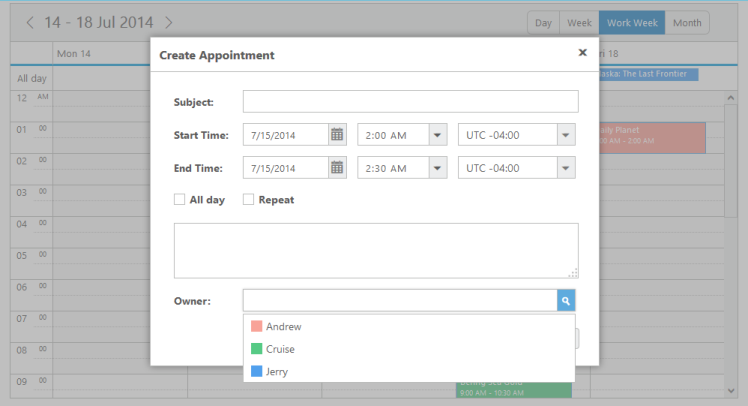 14 - 18 Jul 2014
Day Week Work Week Month
Mon 14
ri 18
All day
aska: The Last Frontier
12 AM
01 00
02 00
03 00
04 00
05 00
06 00
07 00
08 00
09 00
aily Planet
00 AM - 2:00 AM
Create Appointment
Subject:
Start Time: 7/15/2014 2:00 AM UTC -04:00
End Time: 7/15/2014 2:30 AM UTC -04:00
All day Repeat
Owner:
Andrew
Cruise
Jerry
9:00 AM - 10:30 AM